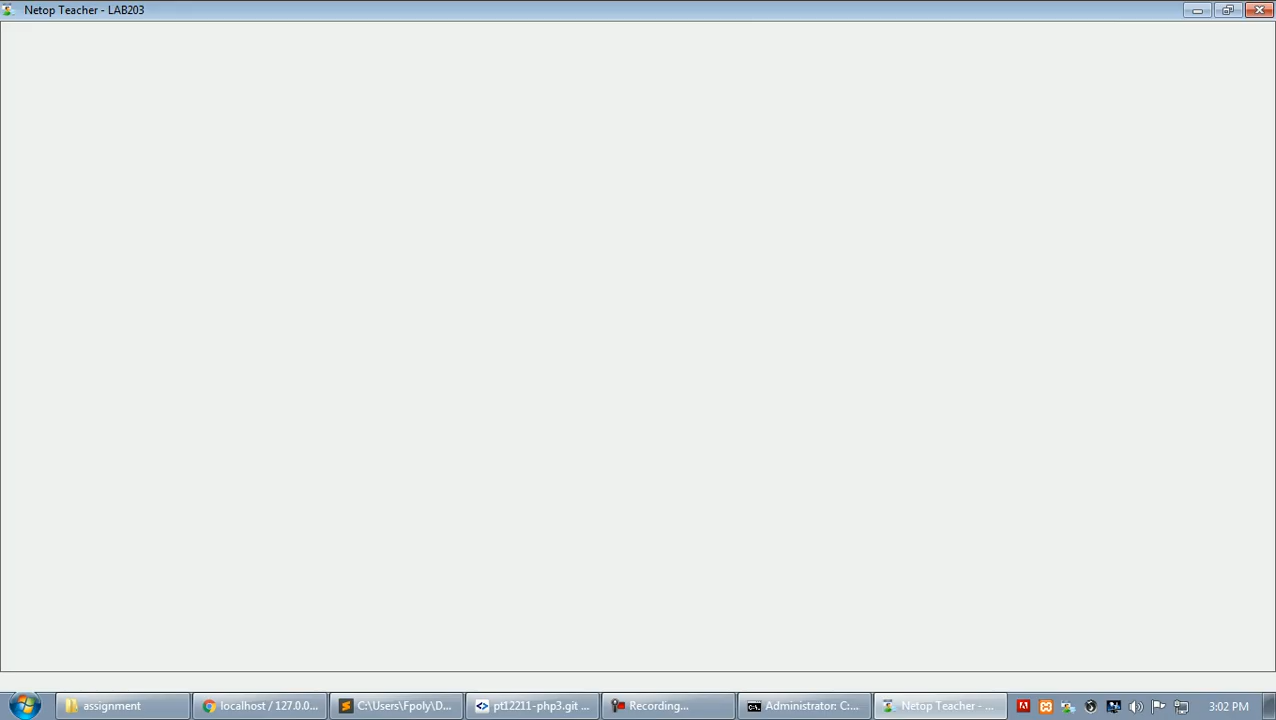 Netop Teacher - LAB203
assignment
localhost / 127.0.0...
C:\Users\Fpoly\D...
pt12211-php3.git ...
Recording...
Administrator: C:...
Netop Teacher - ...
3:02 PM